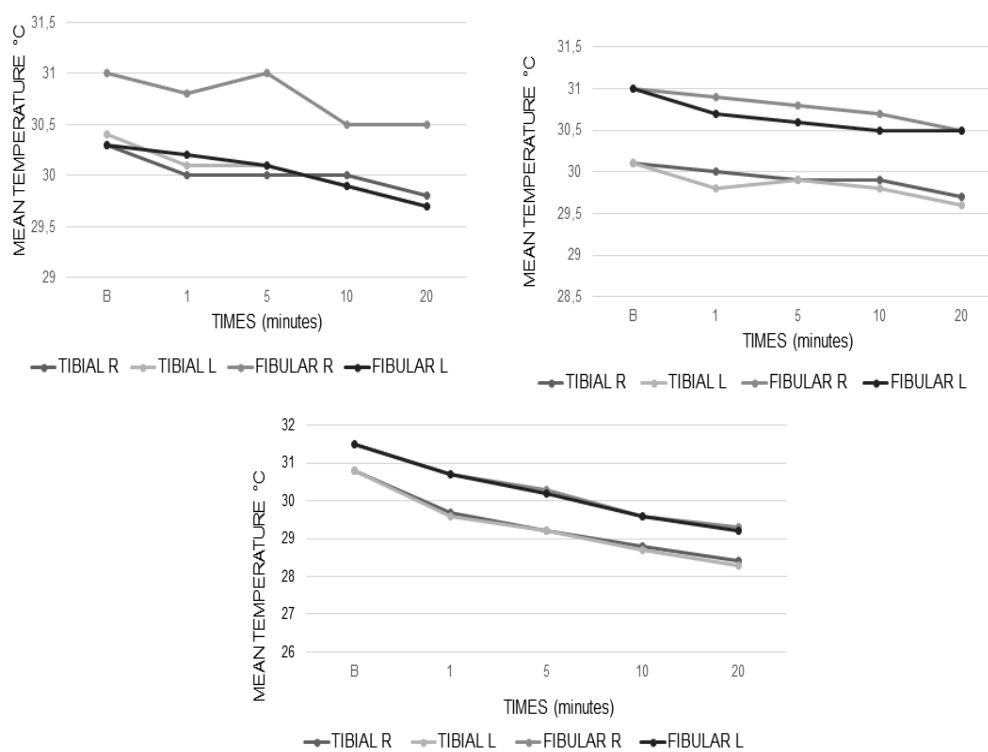 MEAN TEMPERATURE °C
31,5
31
30,5
30
29,5
29
B 1 5 10 20
TIMES (minutes)
TIBIAL R TIBIAL L FIBULAR R FIBULAR L
MEAN TEMPERATURE °C
31,5
31
30,5
30
29,5
29
28,5
B 1 5 10 20
TIMES (minutes)
TIBIAL R TIBIAL L FIBULAR R FIBULAR L
MEAN TEMPERATURE °C
32
31
30
29
28
27
26
B 1 5 10 20
TIMES (minutes)
TIBIAL R TIBIAL L FIBULAR R FIBULAR L